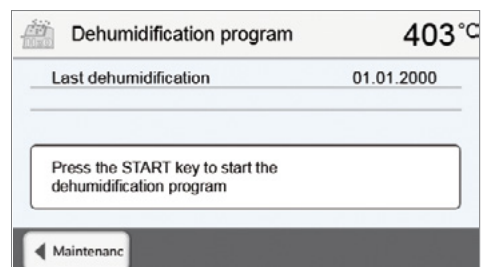 Dehumidification program 403°C
Last dehumidification 01.01.2000
Press the START key to start the
dehumidification program
Maintenanc